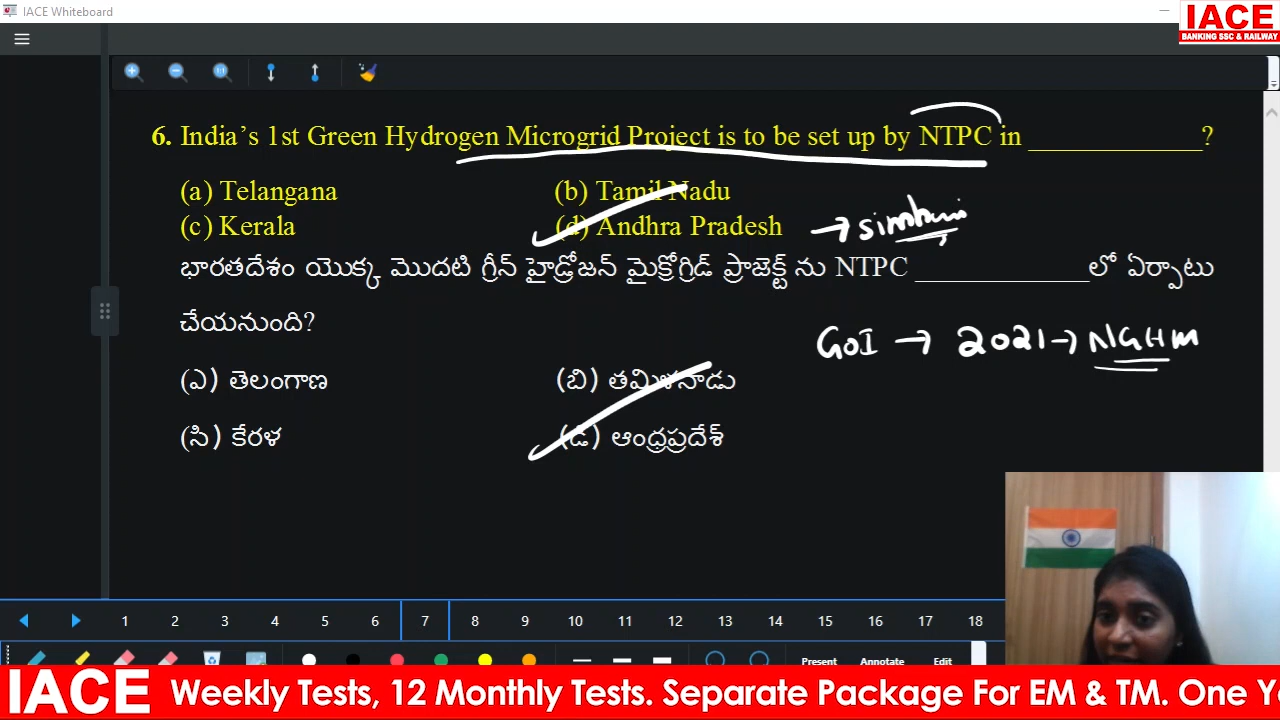 IACE Whiteboard
IACE
BANKING SSC & RAILWAY
6. India’s 1st Green Hydrogen Microgrid Project is to be set up by NTPC in _____________?
(a) Telangana (b) Tamil Nadu
(c) Kerala (d) Andhra Pradesh →
భారతదేశం యొక్క మొదటి గ్రీన్ హైడ్రోజన్ మైక్రోగ్రిడ్ ప్రాజెక్ట్ ను NTPC _____________లో ఏర్పాటు
చేయనుంది?
GOI → 2021 → NGHM
(ఎ) తెలంగాణ (బి) తమిళనాడు
(సి) కేరళ (డి) ఆంధ్రప్రదేశ్
1 2 3 4 5 6 7 8 9 10 11 12 13 14 15 16 17 18
Present Annotate Edit
IACE Weekly Tests, 12 Monthly Tests. Separate Package For EM & TM. One